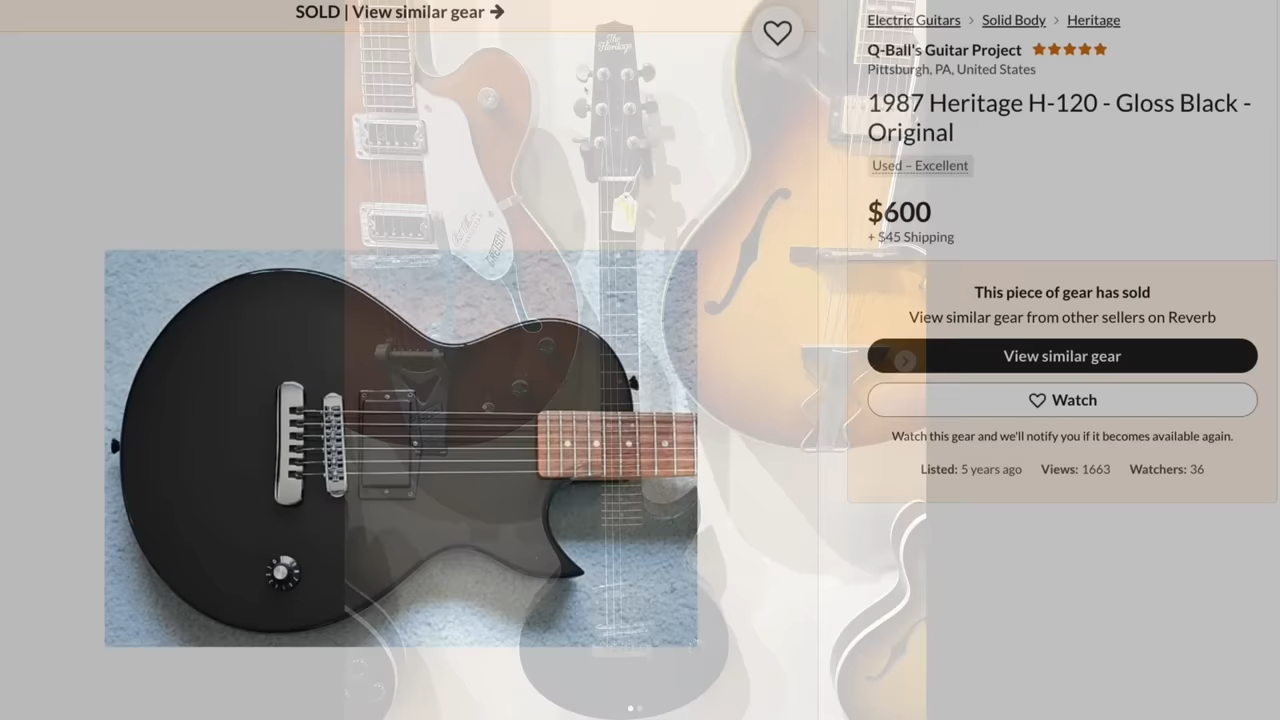 SOLD | View similar gear →
Electric Guitars > Solid Body > Heritage
Q-Ball's Guitar Project
Pittsburgh, PA, United States
1987 Heritage H-120 - Gloss Black -
Original
Used – Excellent
$600
+ $45 Shipping
This piece of gear has sold
View similar gear from other sellers on Reverb
View similar gear
Watch
Watch this gear and we'll notify you if it becomes available again.
Listed: 5 years ago Views: 1663 Watchers: 36
The
Heritage
GRETSCH